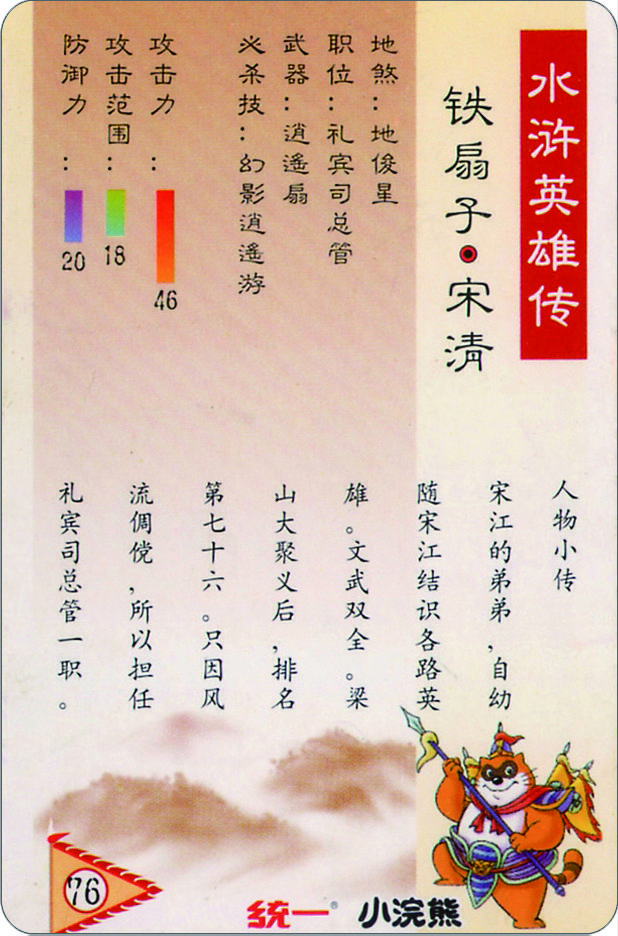 水浒英雄传
铁扇子·宋清
地煞：地俊星
职位：礼宾司总管
武器：逍遥扇
必杀技：幻影逍遥游
攻击力：
46
攻击范围：
18
防御力：
20
人物小传
宋江的弟弟，自幼
随宋江结识各路英
雄。文武双全。梁
山大聚义后，排名
第七十六。只因风
流倜傥，所以担任
礼宾司总管一职。
76
统一® 小浣熊